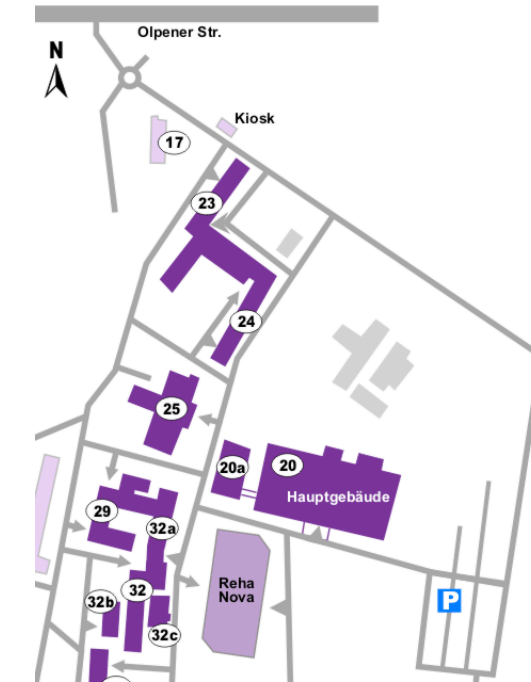 Olpener Str.
N
Kiosk
17
23
24
25
20a
20
Hauptgebäude
29
32a
Reha
Nova
32
32b
P
32c